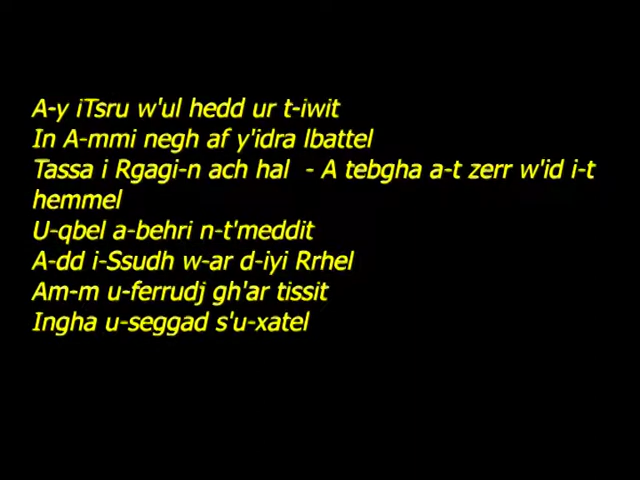 A-y iTsru w'ul hedd ur t-iwit
In A-mmi negh af y'idra lbattel
Tassa i Rgagi-n ach hal - A tebgha a-t zerr w'id i-t
hemmel
U-qbel a-behri n-t'meddit
A-dd i-Ssudh w-ar d-iyi Rrhel
Am-m u-ferrudj gh'ar tissit
Ingha u-seggad s'u-xatel